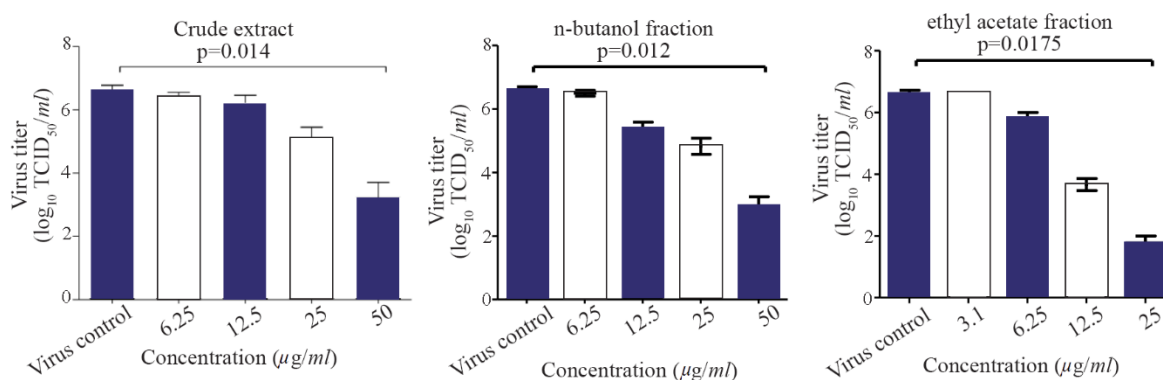 Crude extract
p=0.014
Virus titer
(log₁₀ TCID₅₀/ml)
8
6
4
2
0
Virus control
6.25
12.5
25
50
Concentration (µg/ml)
n-butanol fraction
p=0.012
Virus titer
(log₁₀ TCID₅₀/ml)
8
6
4
2
0
Virus control
6.25
12.5
25
50
Concentration (µg/ml)
ethyl acetate fraction
p=0.0175
Virus titer
(log₁₀ TCID₅₀/ml)
8
6
4
2
0
Virus control
3.1
6.25
12.5
25
Concentration (µg/ml)